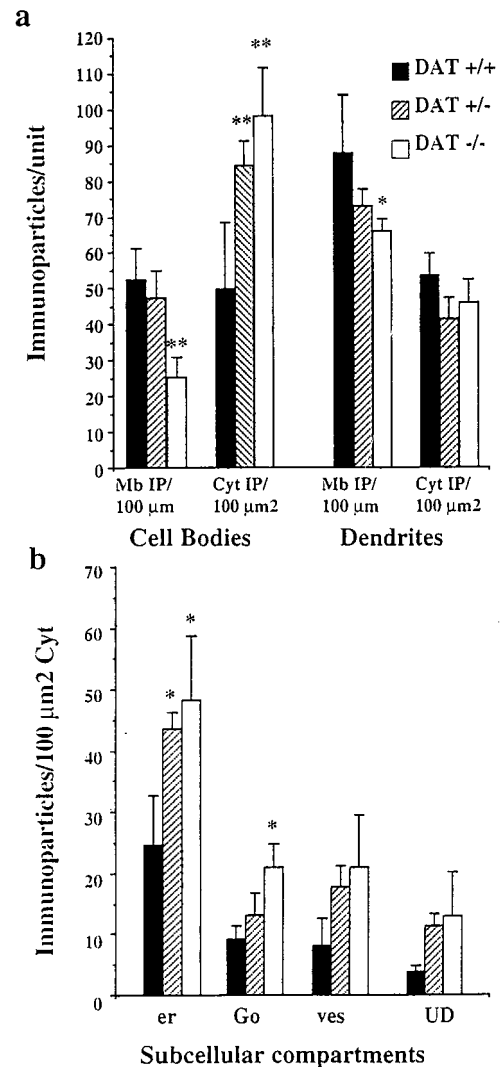 a
Immunoparticles/unit
120
110
100
90
80
70
60
50
40
30
20
10
0
** ** ** *
DAT +/+
DAT +/-
DAT -/-
Mb IP/ Cyt IP/ Mb IP/ Cyt IP/
100 µm 100 µm2 100 µm 100 µm2
Cell Bodies Dendrites
b
Immunoparticles/100 µm2 Cyt
70
60
50
40
30
20
10
0
* * *
er Go ves UD
Subcellular compartments